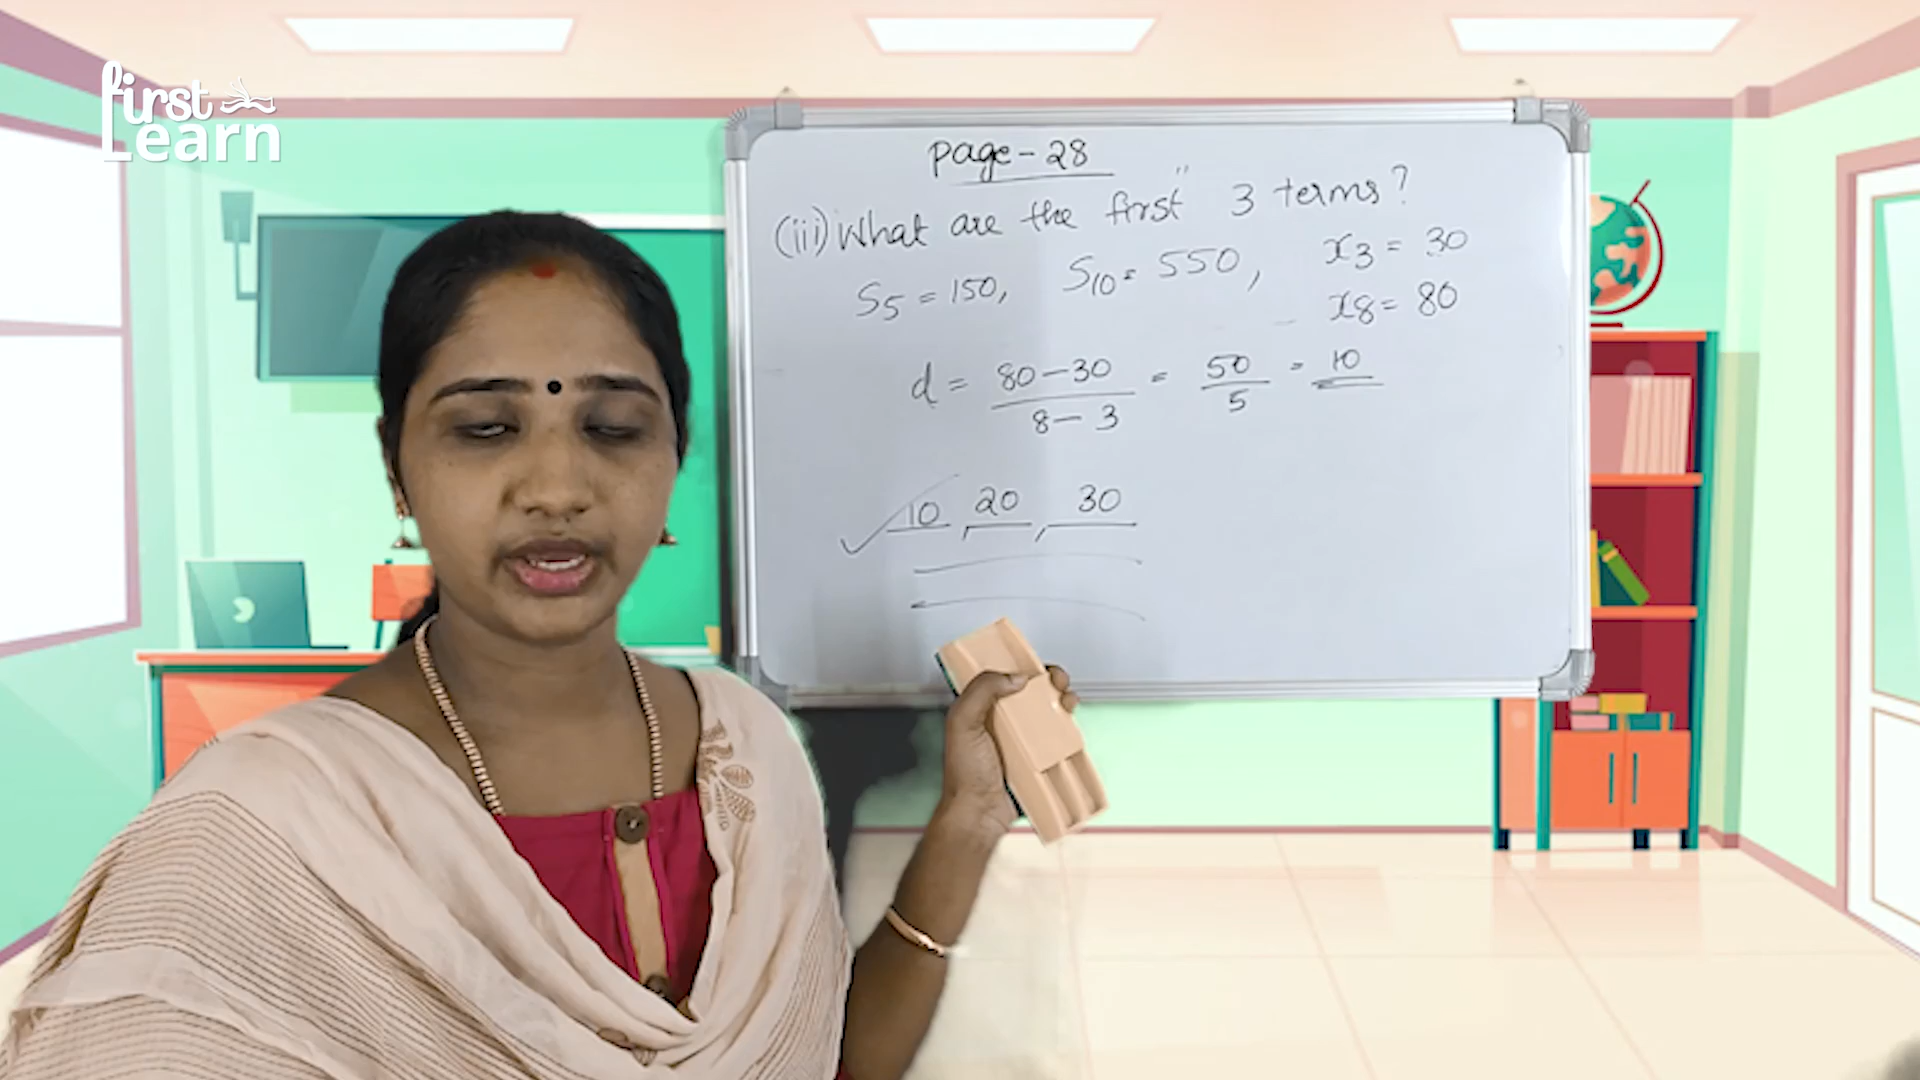 first
Learn
Page - 28
(iii) What are the first 3 terms?
S5 = 150, S10 = 550, x3 = 30
x8 = 80
d = 80 - 30 / 8 - 3 = 50 / 5 = 10
10, 20, 30